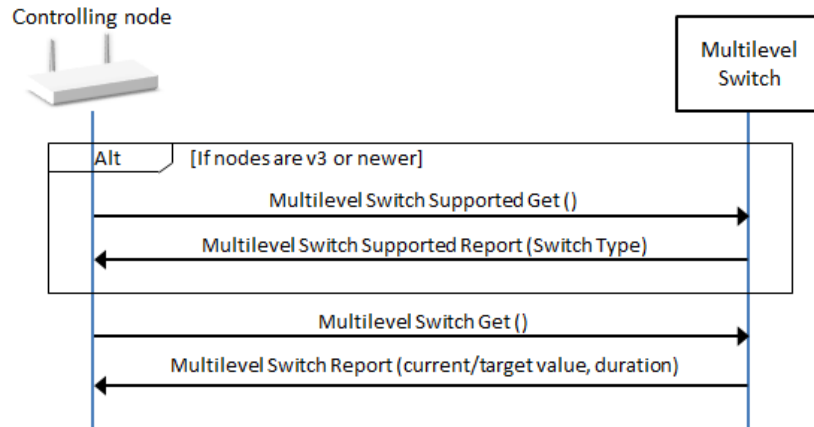 Controlling node
Multilevel
Switch
Alt
[If nodes are v3 or newer]
Multilevel Switch Supported Get ()
Multilevel Switch Supported Report (Switch Type)
Multilevel Switch Get ()
Multilevel Switch Report (current/target value, duration)